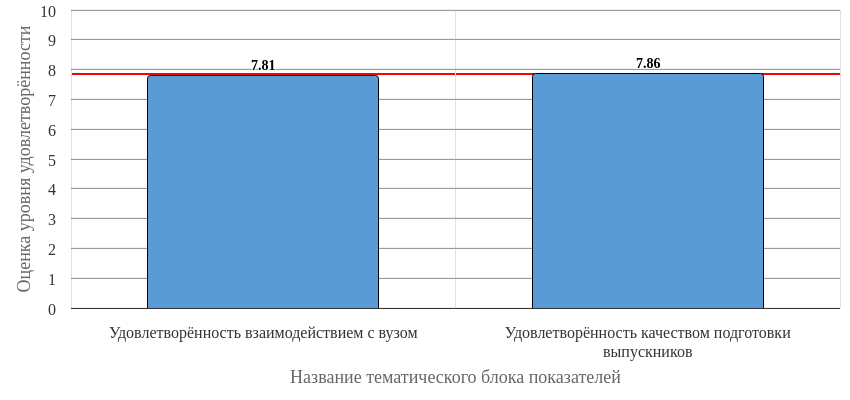 Оценка уровня удовлетворённости
10
9
8
7
6
5
4
3
2
1
0
7.81
7.86
Удовлетворённость взаимодействием с вузом
Удовлетворённость качеством подготовки
выпускников
Название тематического блока показателей